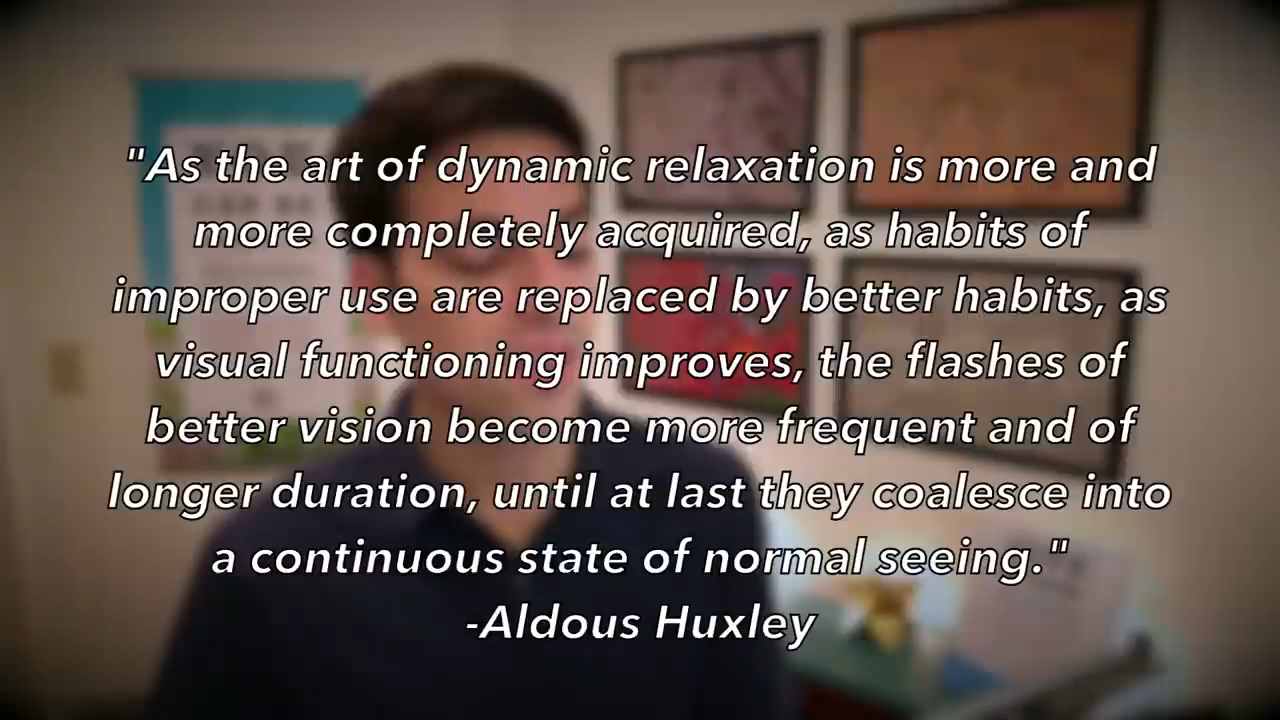 "As the art of dynamic relaxation is more and
more completely acquired, as habits of
improper use are replaced by better habits, as
visual functioning improves, the flashes of
better vision become more frequent and of
longer duration, until at last they coalesce into
a continuous state of normal seeing."
-Aldous Huxley